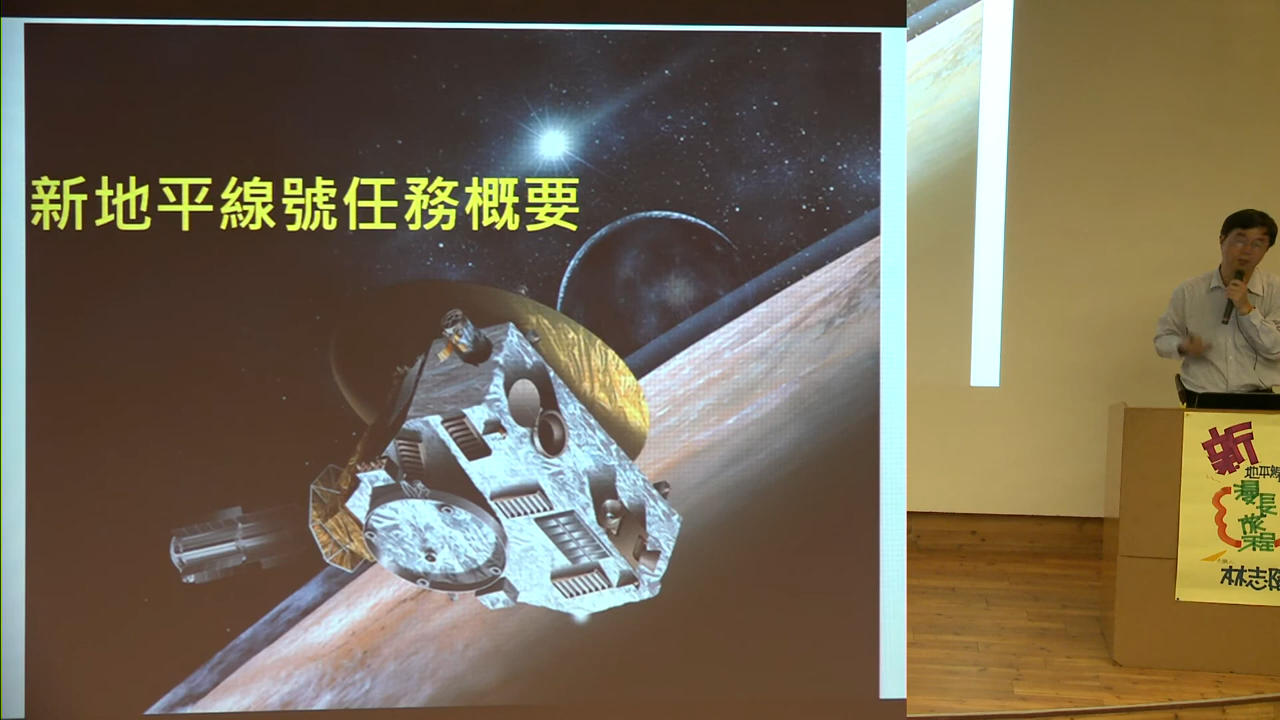 新地平線號任務概要
新
地平線
漫長
旅程
林志隆